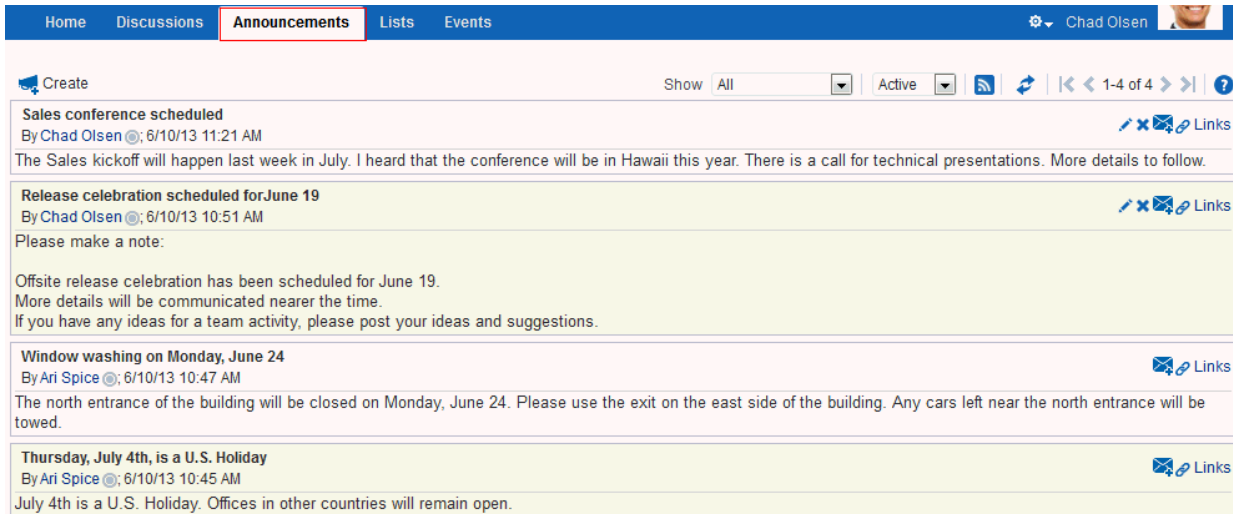 Home Discussions Announcements Lists Events Chad Olsen
Create Show All Active 1-4 of 4 ?
Sales conference scheduled
By Chad Olsen ; 6/10/13 11:21 AM Links
The Sales kickoff will happen last week in July. I heard that the conference will be in Hawaii this year. There is a call for technical presentations. More details to follow.
Release celebration scheduled forJune 19
By Chad Olsen ; 6/10/13 10:51 AM Links
Please make a note:
Offsite release celebration has been scheduled for June 19.
More details will be communicated nearer the time.
If you have any ideas for a team activity, please post your ideas and suggestions.
Window washing on Monday, June 24
By Ari Spice ; 6/10/13 10:47 AM Links
The north entrance of the building will be closed on Monday, June 24. Please use the exit on the east side of the building. Any cars left near the north entrance will be
towed.
Thursday, July 4th, is a U.S. Holiday
By Ari Spice ; 6/10/13 10:45 AM Links
July 4th is a U.S. Holiday. Offices in other countries will remain open.